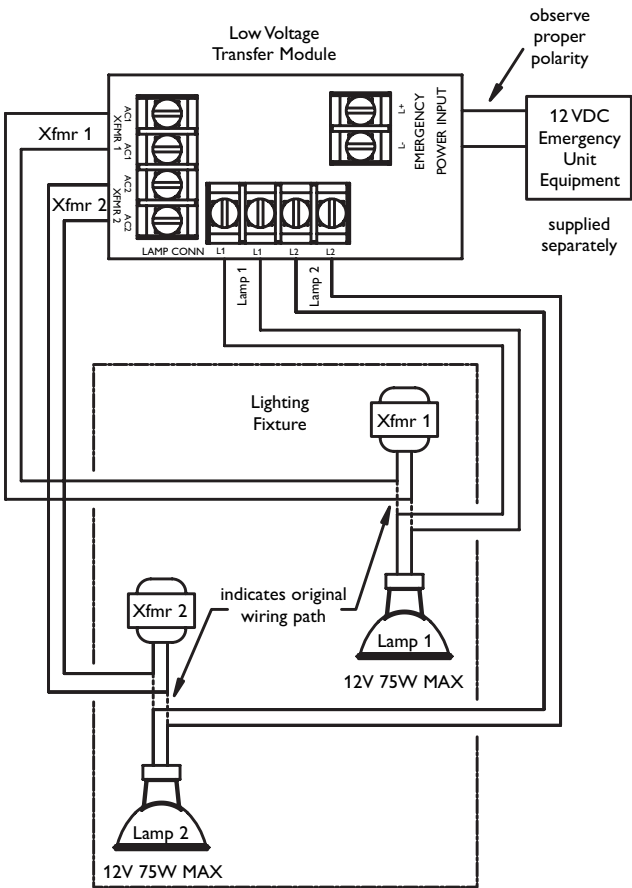 observe
proper
polarity
Low Voltage
Transfer Module
AC1
AC1
XFMR 1
AC2
AC2
XFMR 2
L+
L-
EMERGENCY
POWER INPUT
12 VDC
Emergency
Unit
Equipment
supplied
separately
Xfmr 1
Xfmr 2
LAMP CONN
L1
L1
L2
L2
Lamp 1
Lamp 2
Lighting
Fixture
Xfmr 1
indicates original
wiring path
Xfmr 2
Lamp 1
12V 75W MAX
Lamp 2
12V 75W MAX